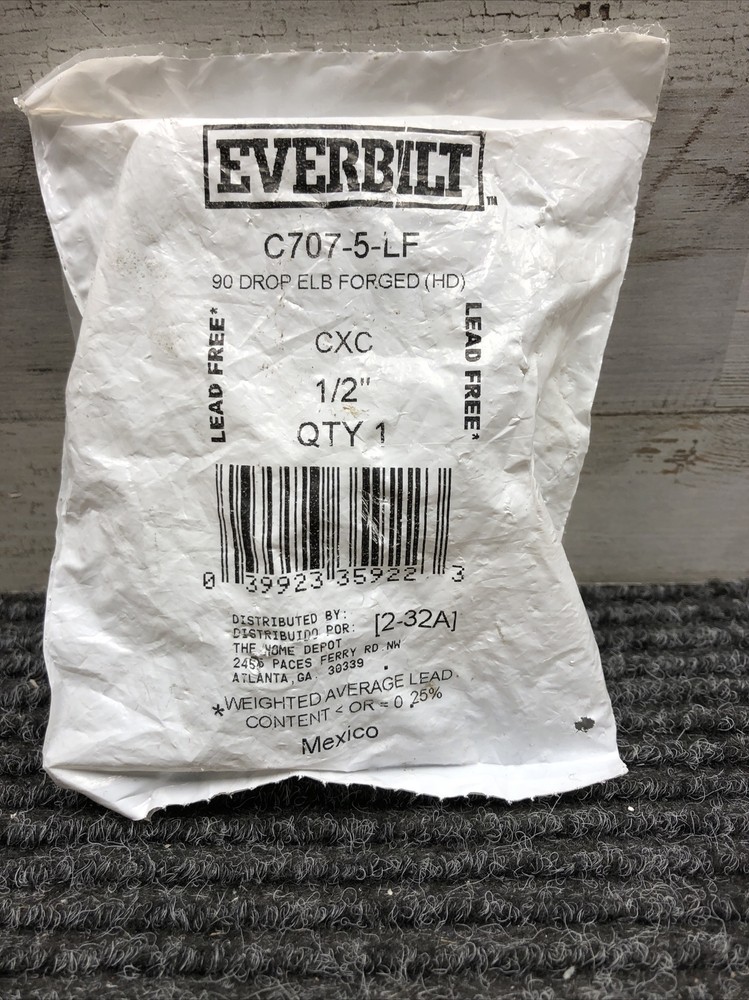 EVERBILT™
C707-5-LF
90 DROP ELB FORGED (HD)
LEAD FREE*
LEAD FREE*
CXC
1/2"
QTY 1
0 39923 35922 3
DISTRIBUTED BY:
DISTRIBUIDO POR: [2-32A]
THE HOME DEPOT
2455 PACES FERRY RD NW
ATLANTA, GA 30339
*WEIGHTED AVERAGE LEAD
CONTENT < OR = 0.25%
Mexico